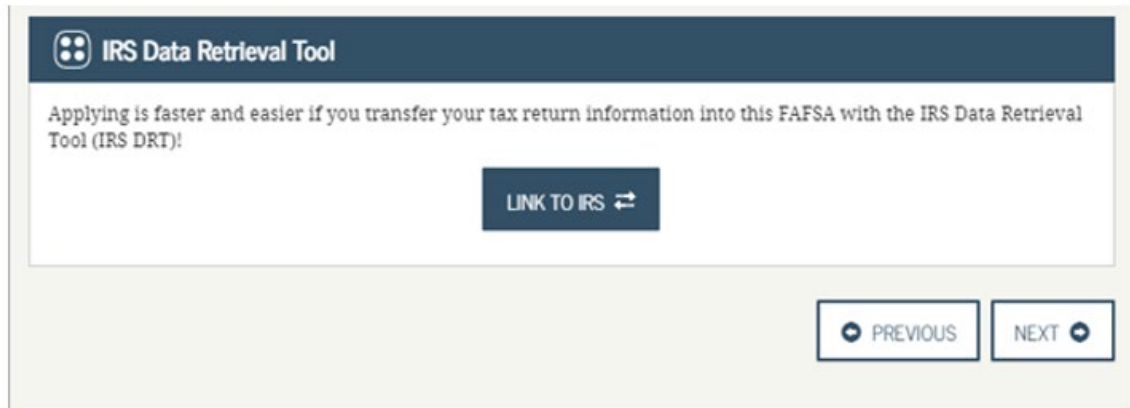 IRS Data Retrieval Tool
Applying is faster and easier if you transfer your tax return information into this FAFSA with the IRS Data Retrieval
Tool (IRS DRT)!
LINK TO IRS
PREVIOUS
NEXT